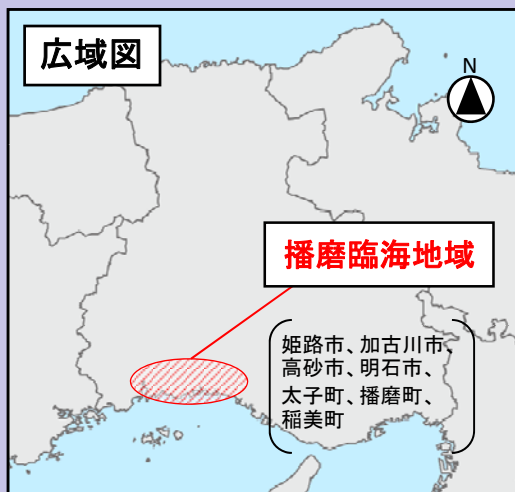 広域図
N
播磨臨海地域
姫路市、加古川市、
高砂市、明石市、
太子町、播磨町、
稲美町